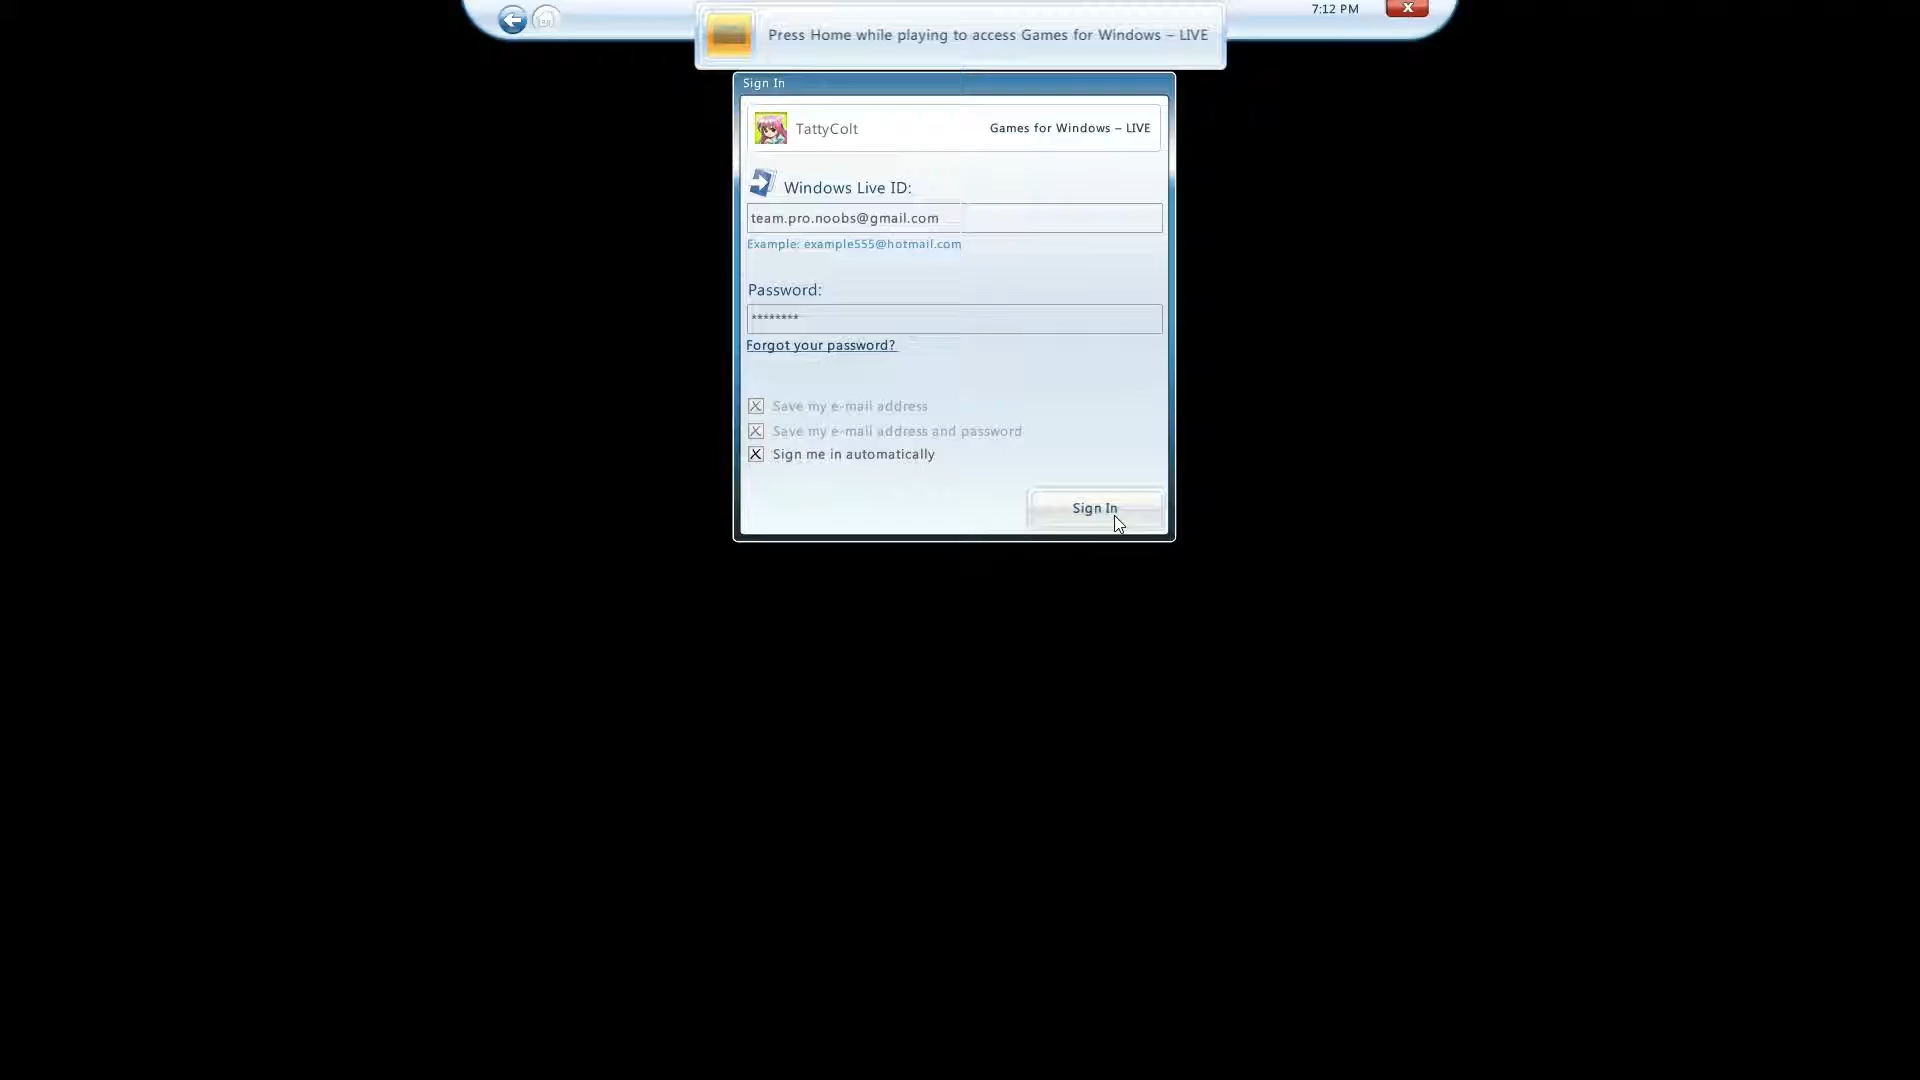 7:12 PM
X
Press Home while playing to access Games for Windows – LIVE
Sign In
TattyColt
Games for Windows – LIVE
Windows Live ID:
team.pro.noobs@gmail.com
Example: example555@hotmail.com
Password:
********
Forgot your password?
Save my e-mail address
Save my e-mail address and password
Sign me in automatically
Sign In